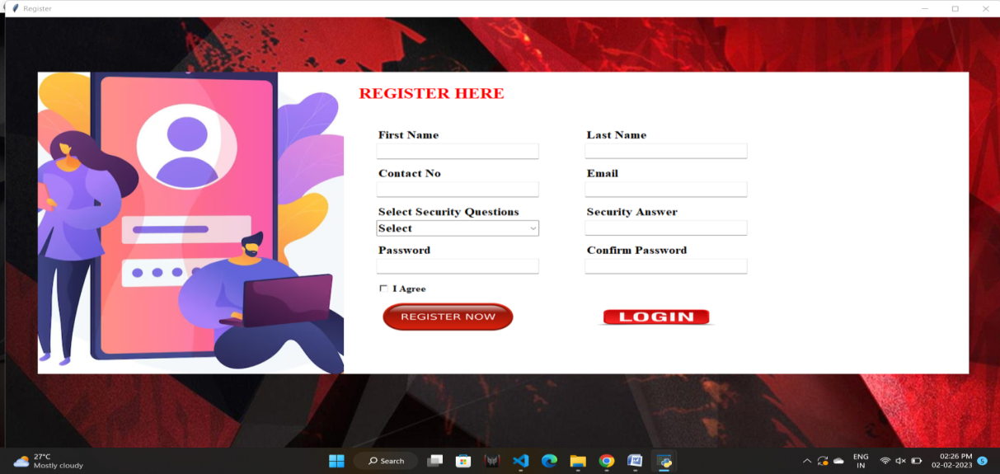 Register
REGISTER HERE
First Name
Last Name
Contact No
Email
Select Security Questions
Security Answer
Select
Password
Confirm Password
I Agree
REGISTER NOW
LOGIN
27°C
Mostly cloudy
Search
ENG
IN
02:26 PM
02-02-2023
5